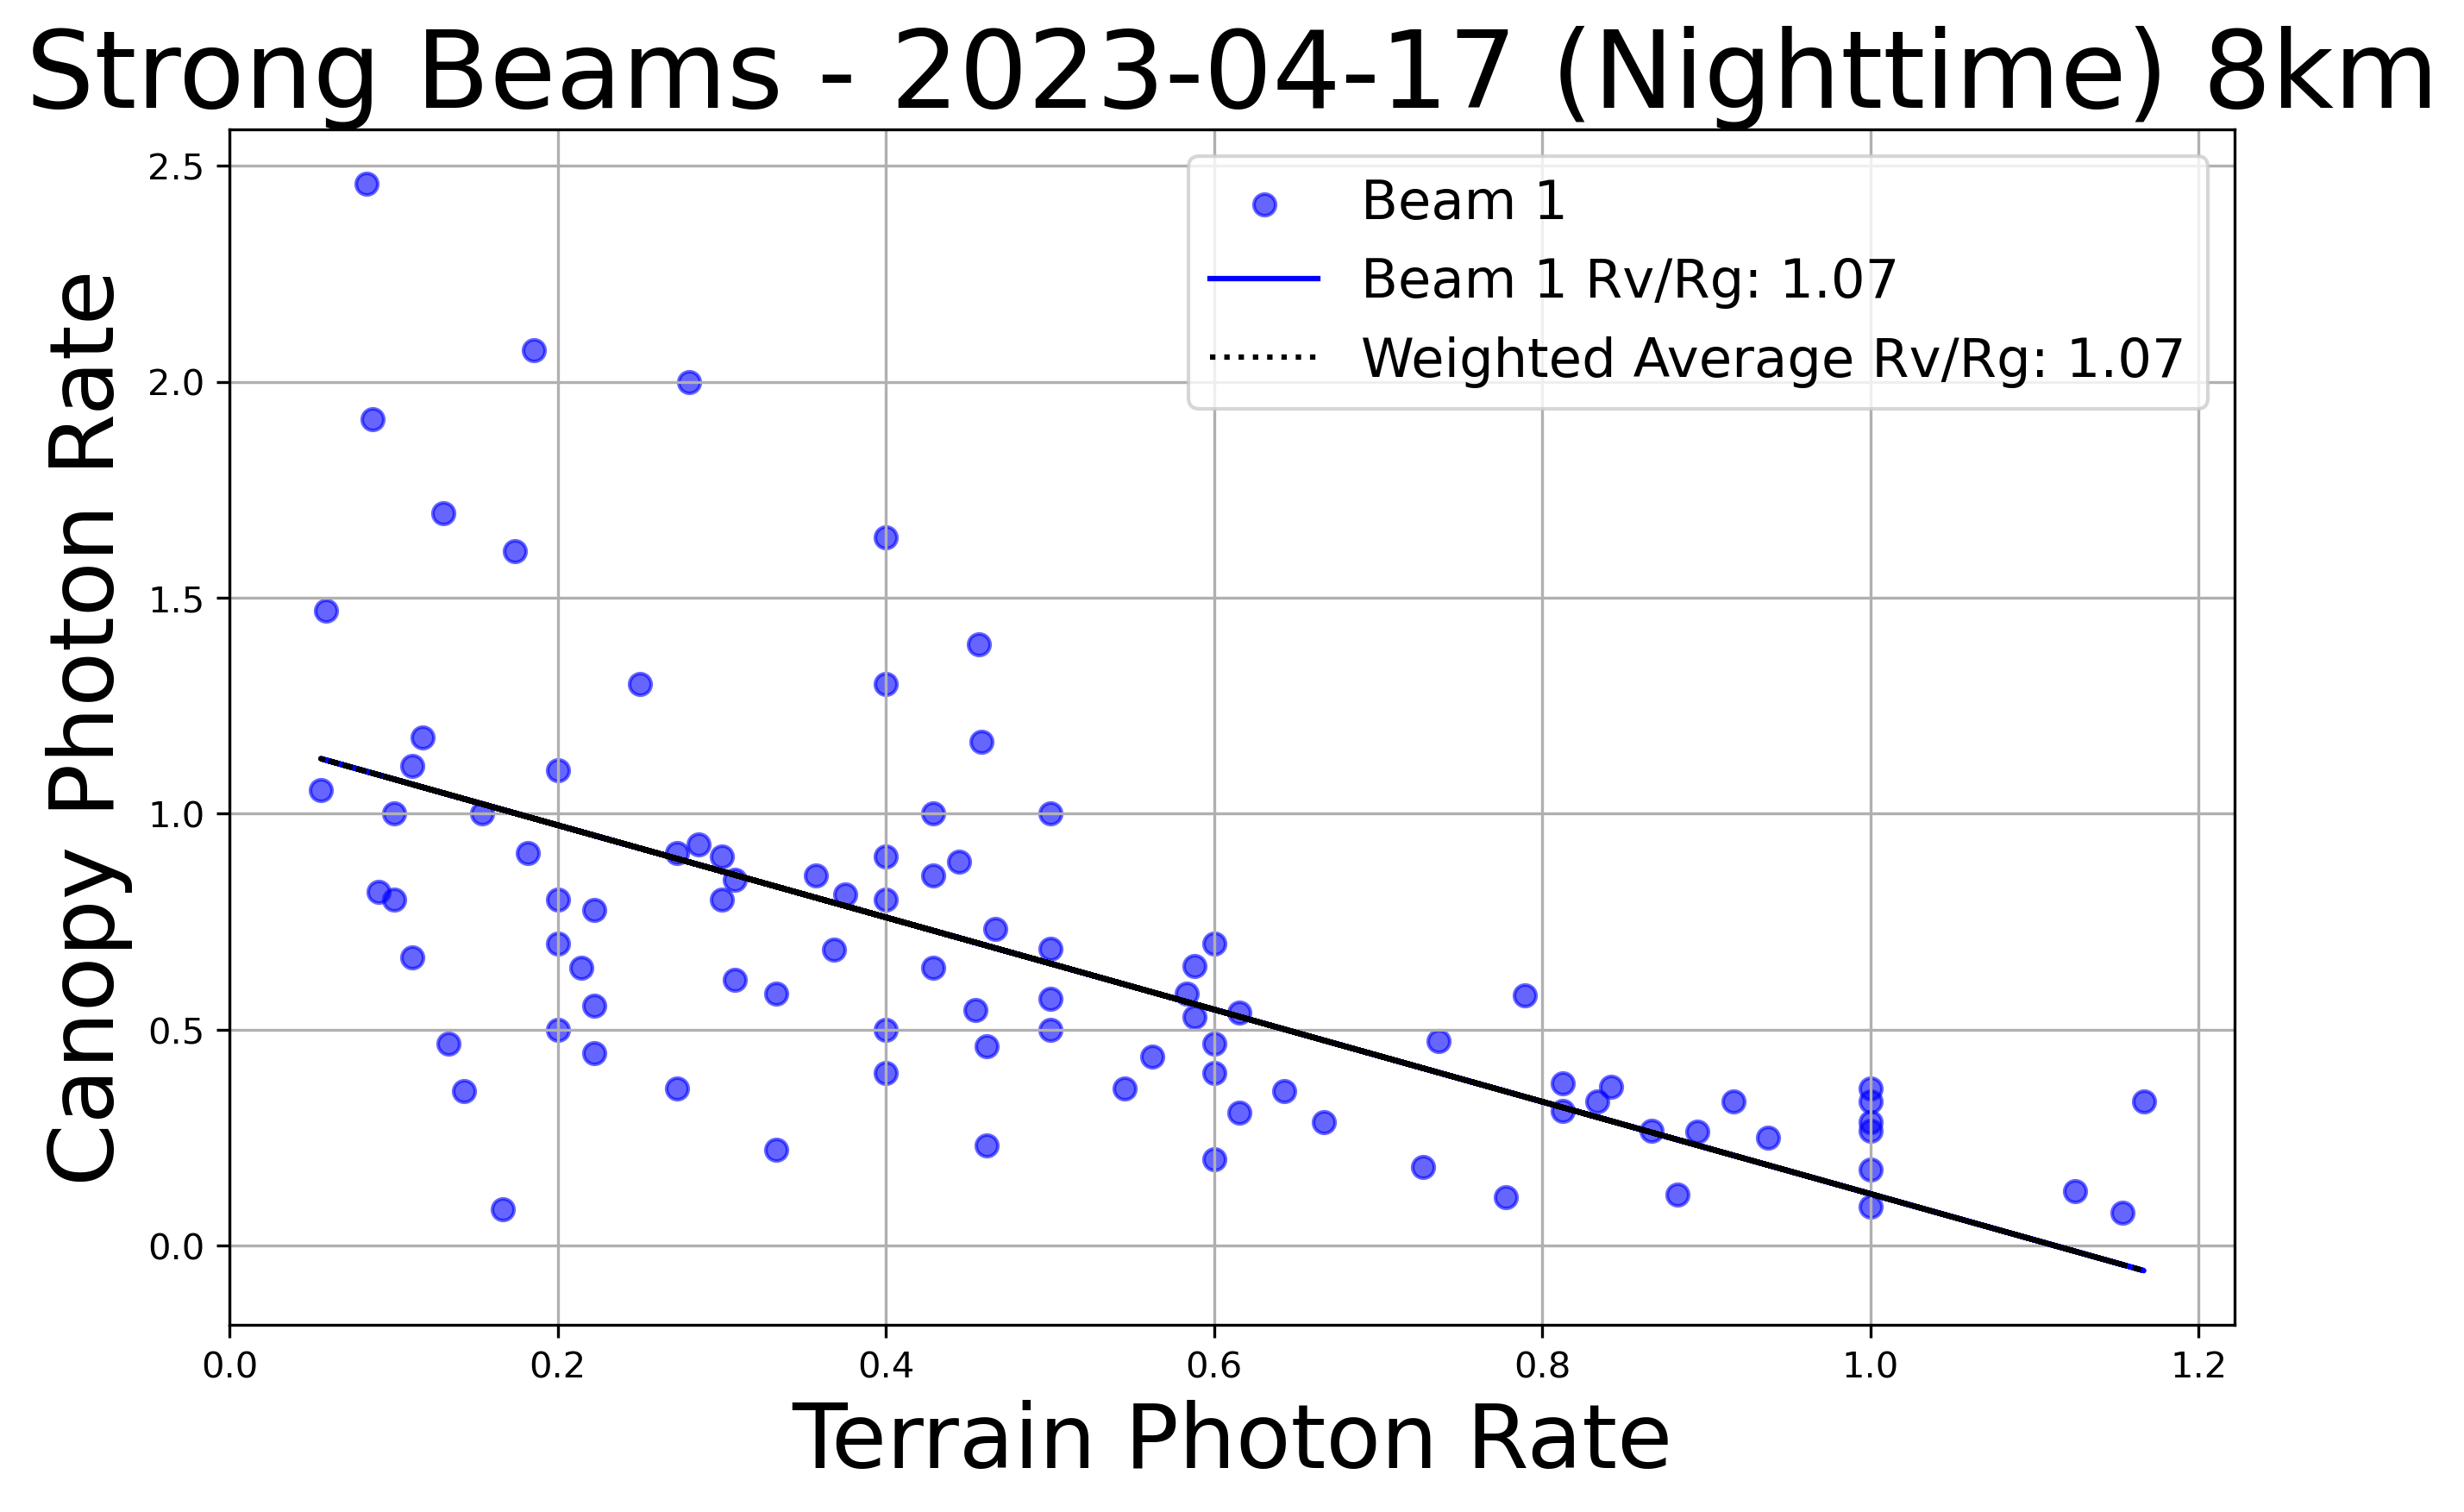 Strong Beams - 2023-04-17 (Nighttime) 8km
Beam 1
Beam 1 Rv/Rg: 1.07
Weighted Average Rv/Rg: 1.07
Canopy Photon Rate
2.5
2.0
1.5
1.0
0.5
0.0
0.0 0.2 0.4 0.6 0.8 1.0 1.2
Terrain Photon Rate